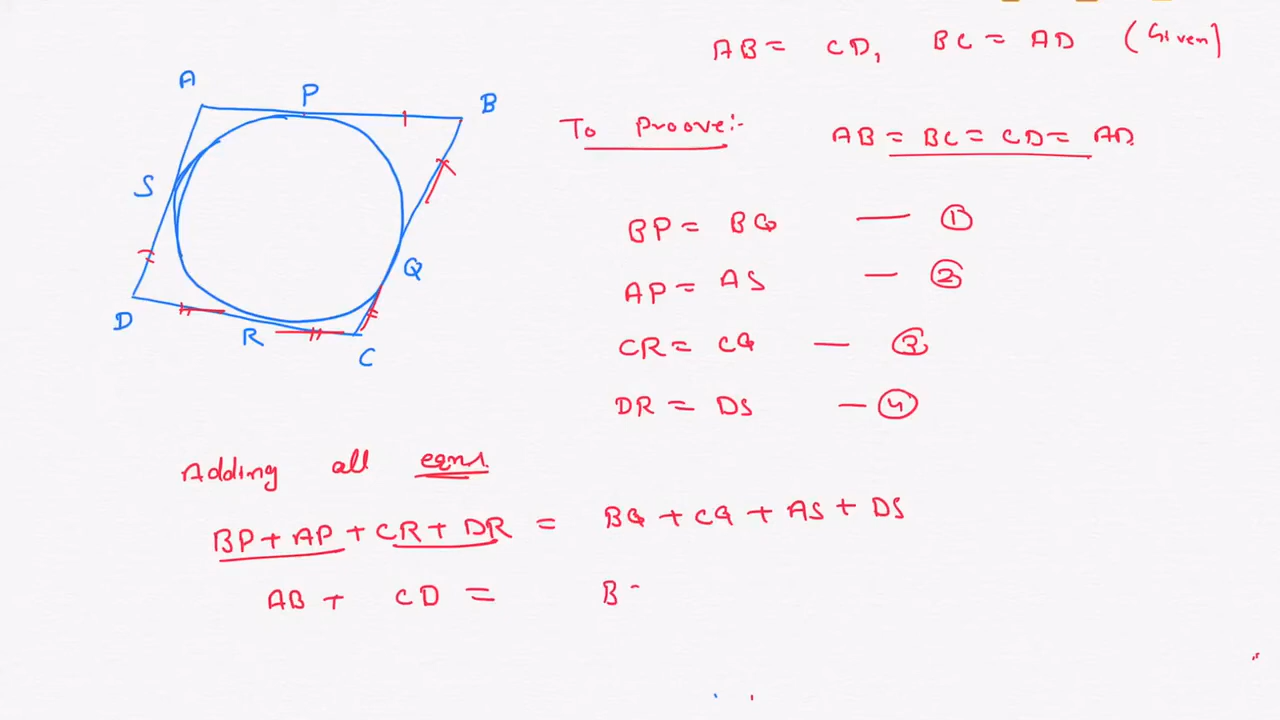 AB = CD, BC = AD (Given)
A
P
B
To Proove:-
AB = BC = CD = AD
S
BP = BQ — ①
Q
AP = AS — ②
D
R
C
CR = CQ — ③
DR = DS — ④
Adding all eqns.
BP + AP + CR + DR = BQ + CQ + AS + DS
AB + CD = B